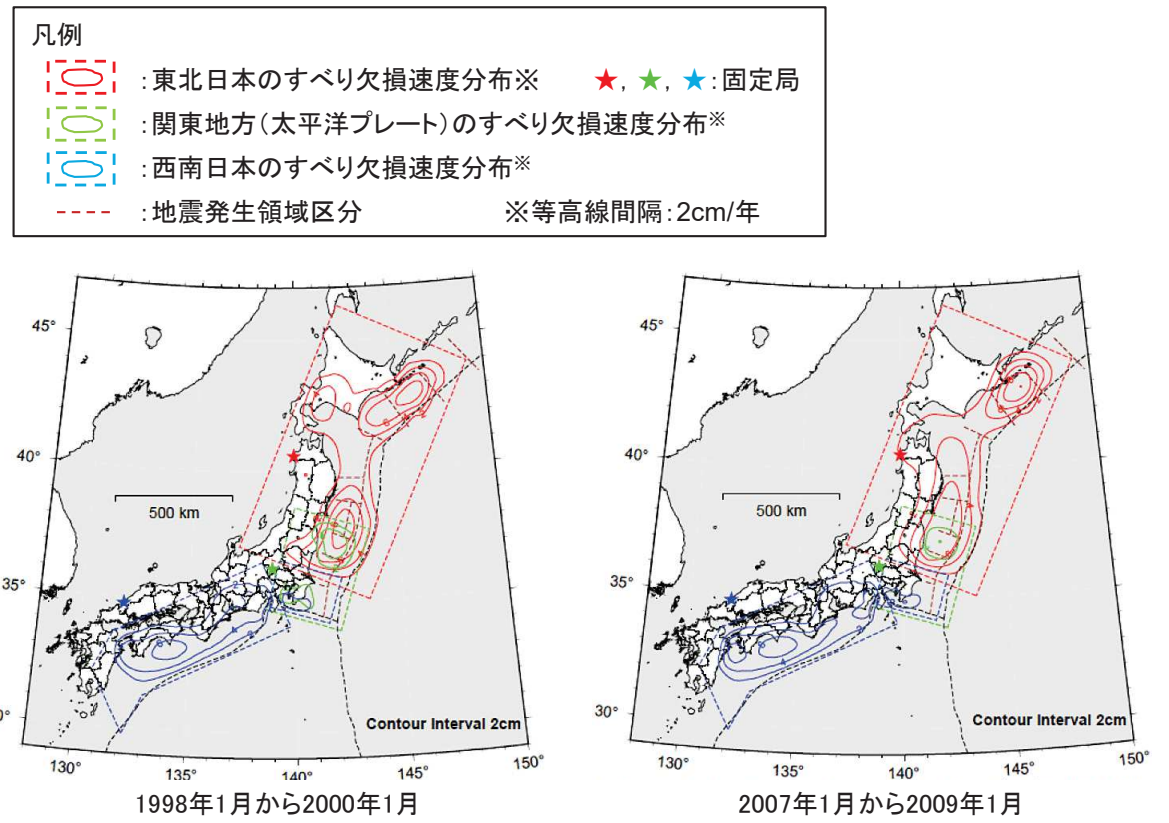 凡例
:東北日本のすべり欠損速度分布※ ★, ★, ★:固定局
:関東地方(太平洋プレート)のすべり欠損速度分布※
:西南日本のすべり欠損速度分布※
:地震発生領域区分 ※等高線間隔:2cm/年
45°
40°
35°
0°
500 km
Contour Interval 2cm
130°
135°
140°
145°
150°
1998年1月から2000年1月
45°
40°
35°
30°
500 km
Contour Interval 2cm
130°
135°
140°
145°
150°
2007年1月から2009年1月